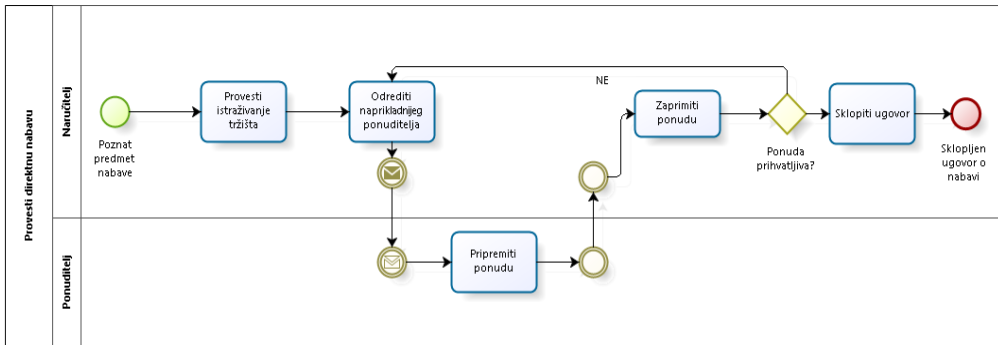 Provesti direktnu nabavu
Naručitelj
Poznat
predmet
nabave
Provesti
istraživanje
tržišta
Odrediti
naprikladnijeg
ponuditelja
NE
Zaprimiti
ponudu
Ponuda
prihvatljiva?
Sklopiti ugovor
Sklopljen
ugovor o
nabavi
Ponuditelj
Pripremiti
ponudu